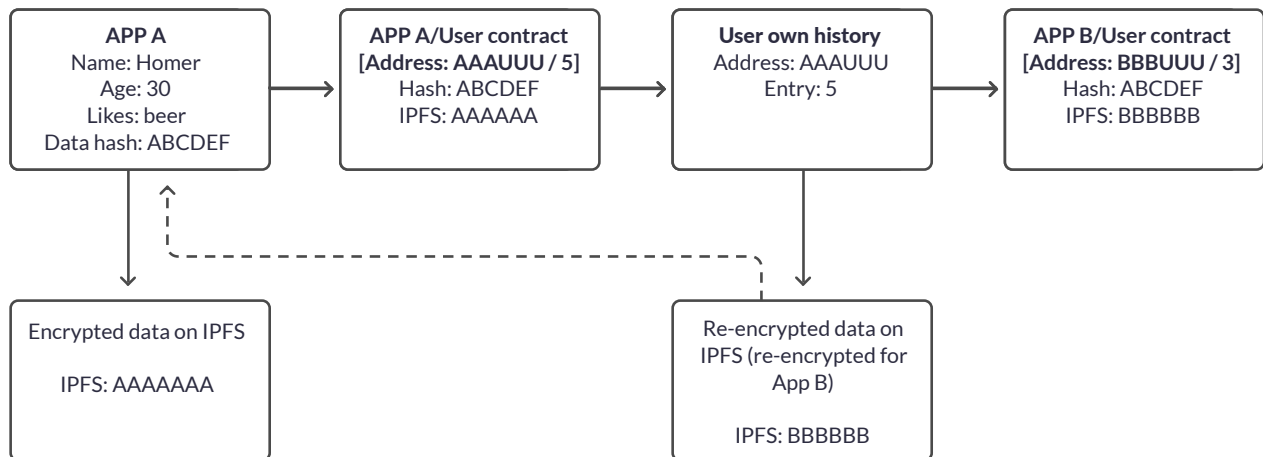 APP A
Name: Homer
Age: 30
Likes: beer
Data hash: ABCDEF
APP A/User contract
[Address: AAAUUU / 5]
Hash: ABCDEF
IPFS: AAAAAA
User own history
Address: AAAUUU
Entry: 5
APP B/User contract
[Address: BBBUUU / 3]
Hash: ABCDEF
IPFS: BBBBBB
Encrypted data on IPFS
IPFS: AAAAAAA
Re-encrypted data on
IPFS (re-encrypted for
App B)
IPFS: BBBBBB